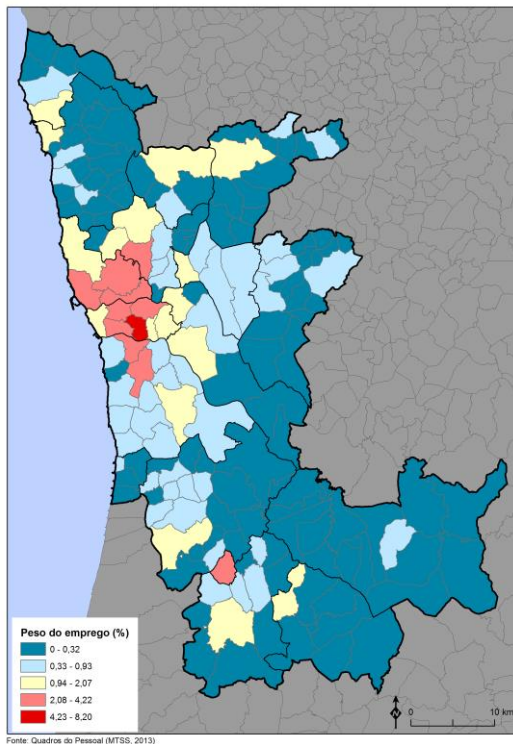 Peso do emprego (%)
0 - 0,32
0,33 - 0,93
0,94 - 2,07
2,08 - 4,22
4,23 - 8,20
0 10 km
Fonte: Quadros do Pessoal (MTSS, 2013)